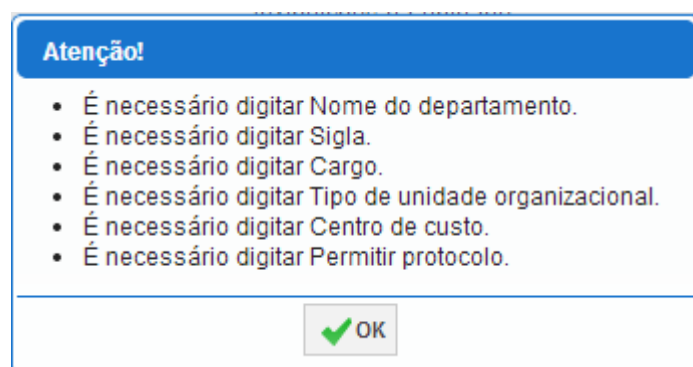 Atenção!
• É necessário digitar Nome do departamento.
• É necessário digitar Sigla.
• É necessário digitar Cargo.
• É necessário digitar Tipo de unidade organizacional.
• É necessário digitar Centro de custo.
• É necessário digitar Permitir protocolo.
OK